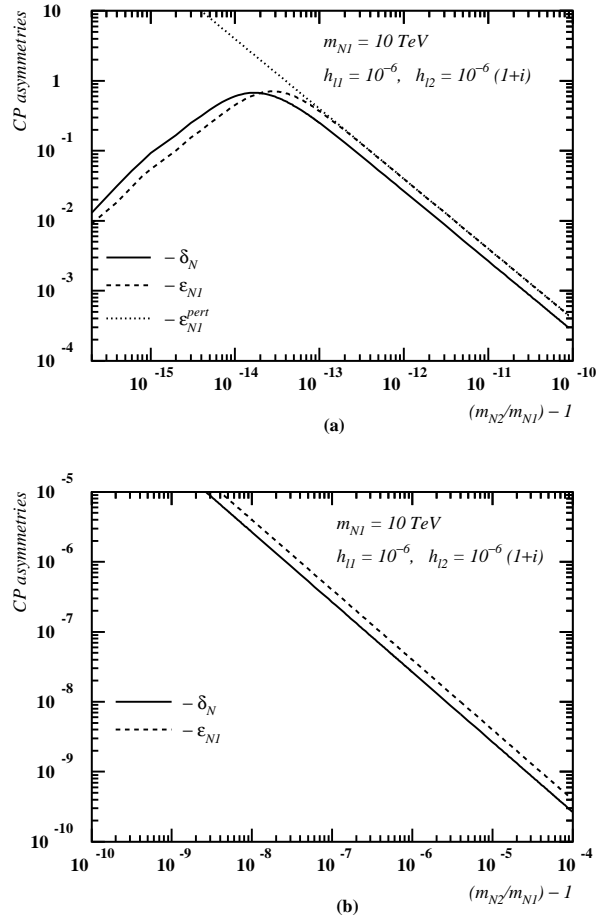 CP asymmetries
10
1
10 -1
10 -2
10 -3
10 -4
m_N1 = 10 TeV
h_l1 = 10^-6, h_l2 = 10^-6 (1+i)
– δ_N
– ε_N1
– ε_N1^pert
10 -15 10 -14 10 -13 10 -12 10 -11 10 -10
(m_N2/m_N1) – 1
(a)
CP asymmetries
10 -5
10 -6
10 -7
10 -8
10 -9
10 -10
m_N1 = 10 TeV
h_l1 = 10^-6, h_l2 = 10^-6 (1+i)
– δ_N
– ε_N1
10 -10 10 -9 10 -8 10 -7 10 -6 10 -5 10 -4
(m_N2/m_N1) – 1
(b)